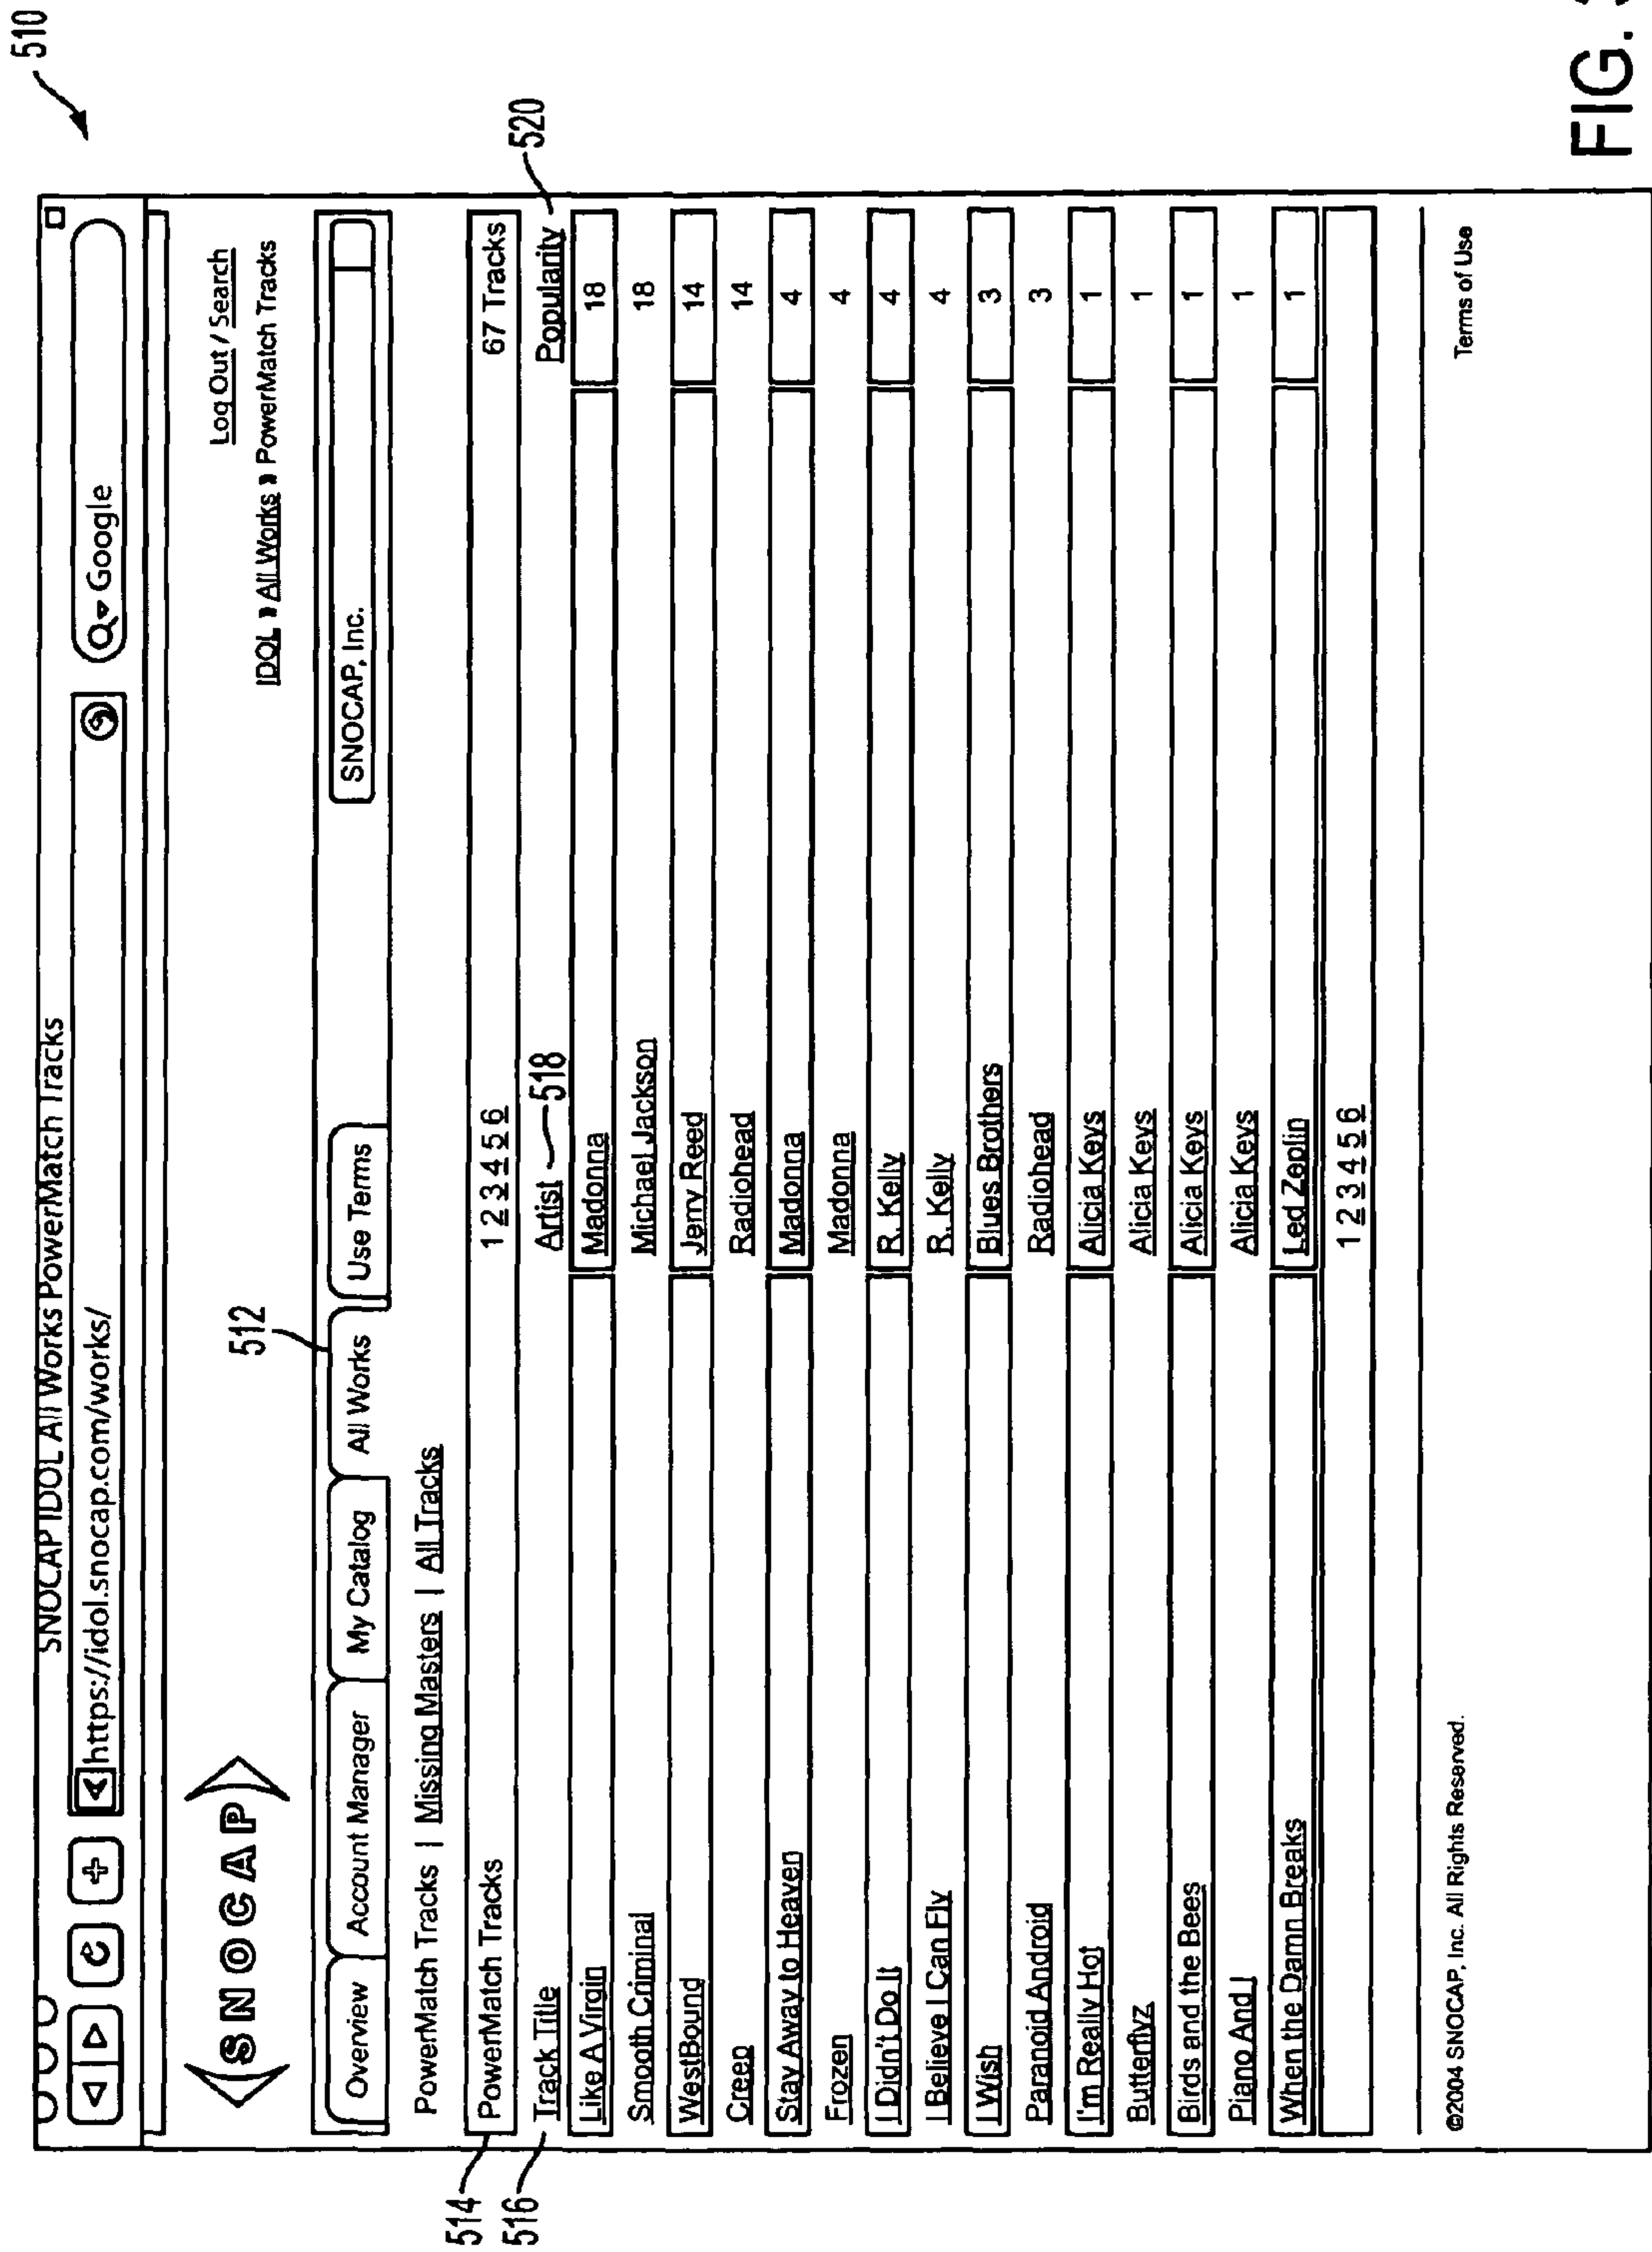 510
SNOCAP IDOL All Works PowerMatch Tracks
https://idol.snocap.com/works/
Google
SNOCAP
Log Out / Search
IDOL » All Works » PowerMatch Tracks
512
Overview Account Manager My Catalog All Works Use Terms SNOCAP, Inc.
PowerMatch Tracks | Missing Masters | All Tracks
514
PowerMatch Tracks 1 2 3 4 5 6 67 Tracks
516 Track Title Artist 518 Popularity 520
Like A Virgin Madonna 18
Smooth Criminal Michael Jackson 18
WestBound Jerry Reed 14
Creep Radiohead 14
Stay Away to Heaven Madonna 4
Frozen Madonna 4
I Didn't Do It R. Kelly 4
I Believe I Can Fly R. Kelly 4
I Wish Blues Brothers 3
Paranoid Android Radiohead 3
I'm Really Hot Alicia Keys 1
Butterflyz Alicia Keys 1
Birds and the Bees Alicia Keys 1
Piano And I Alicia Keys 1
When the Damn Breaks Led Zeplin 1
1 2 3 4 5 6
©2004 SNOCAP, Inc. All Rights Reserved. Terms of Use
FIG.